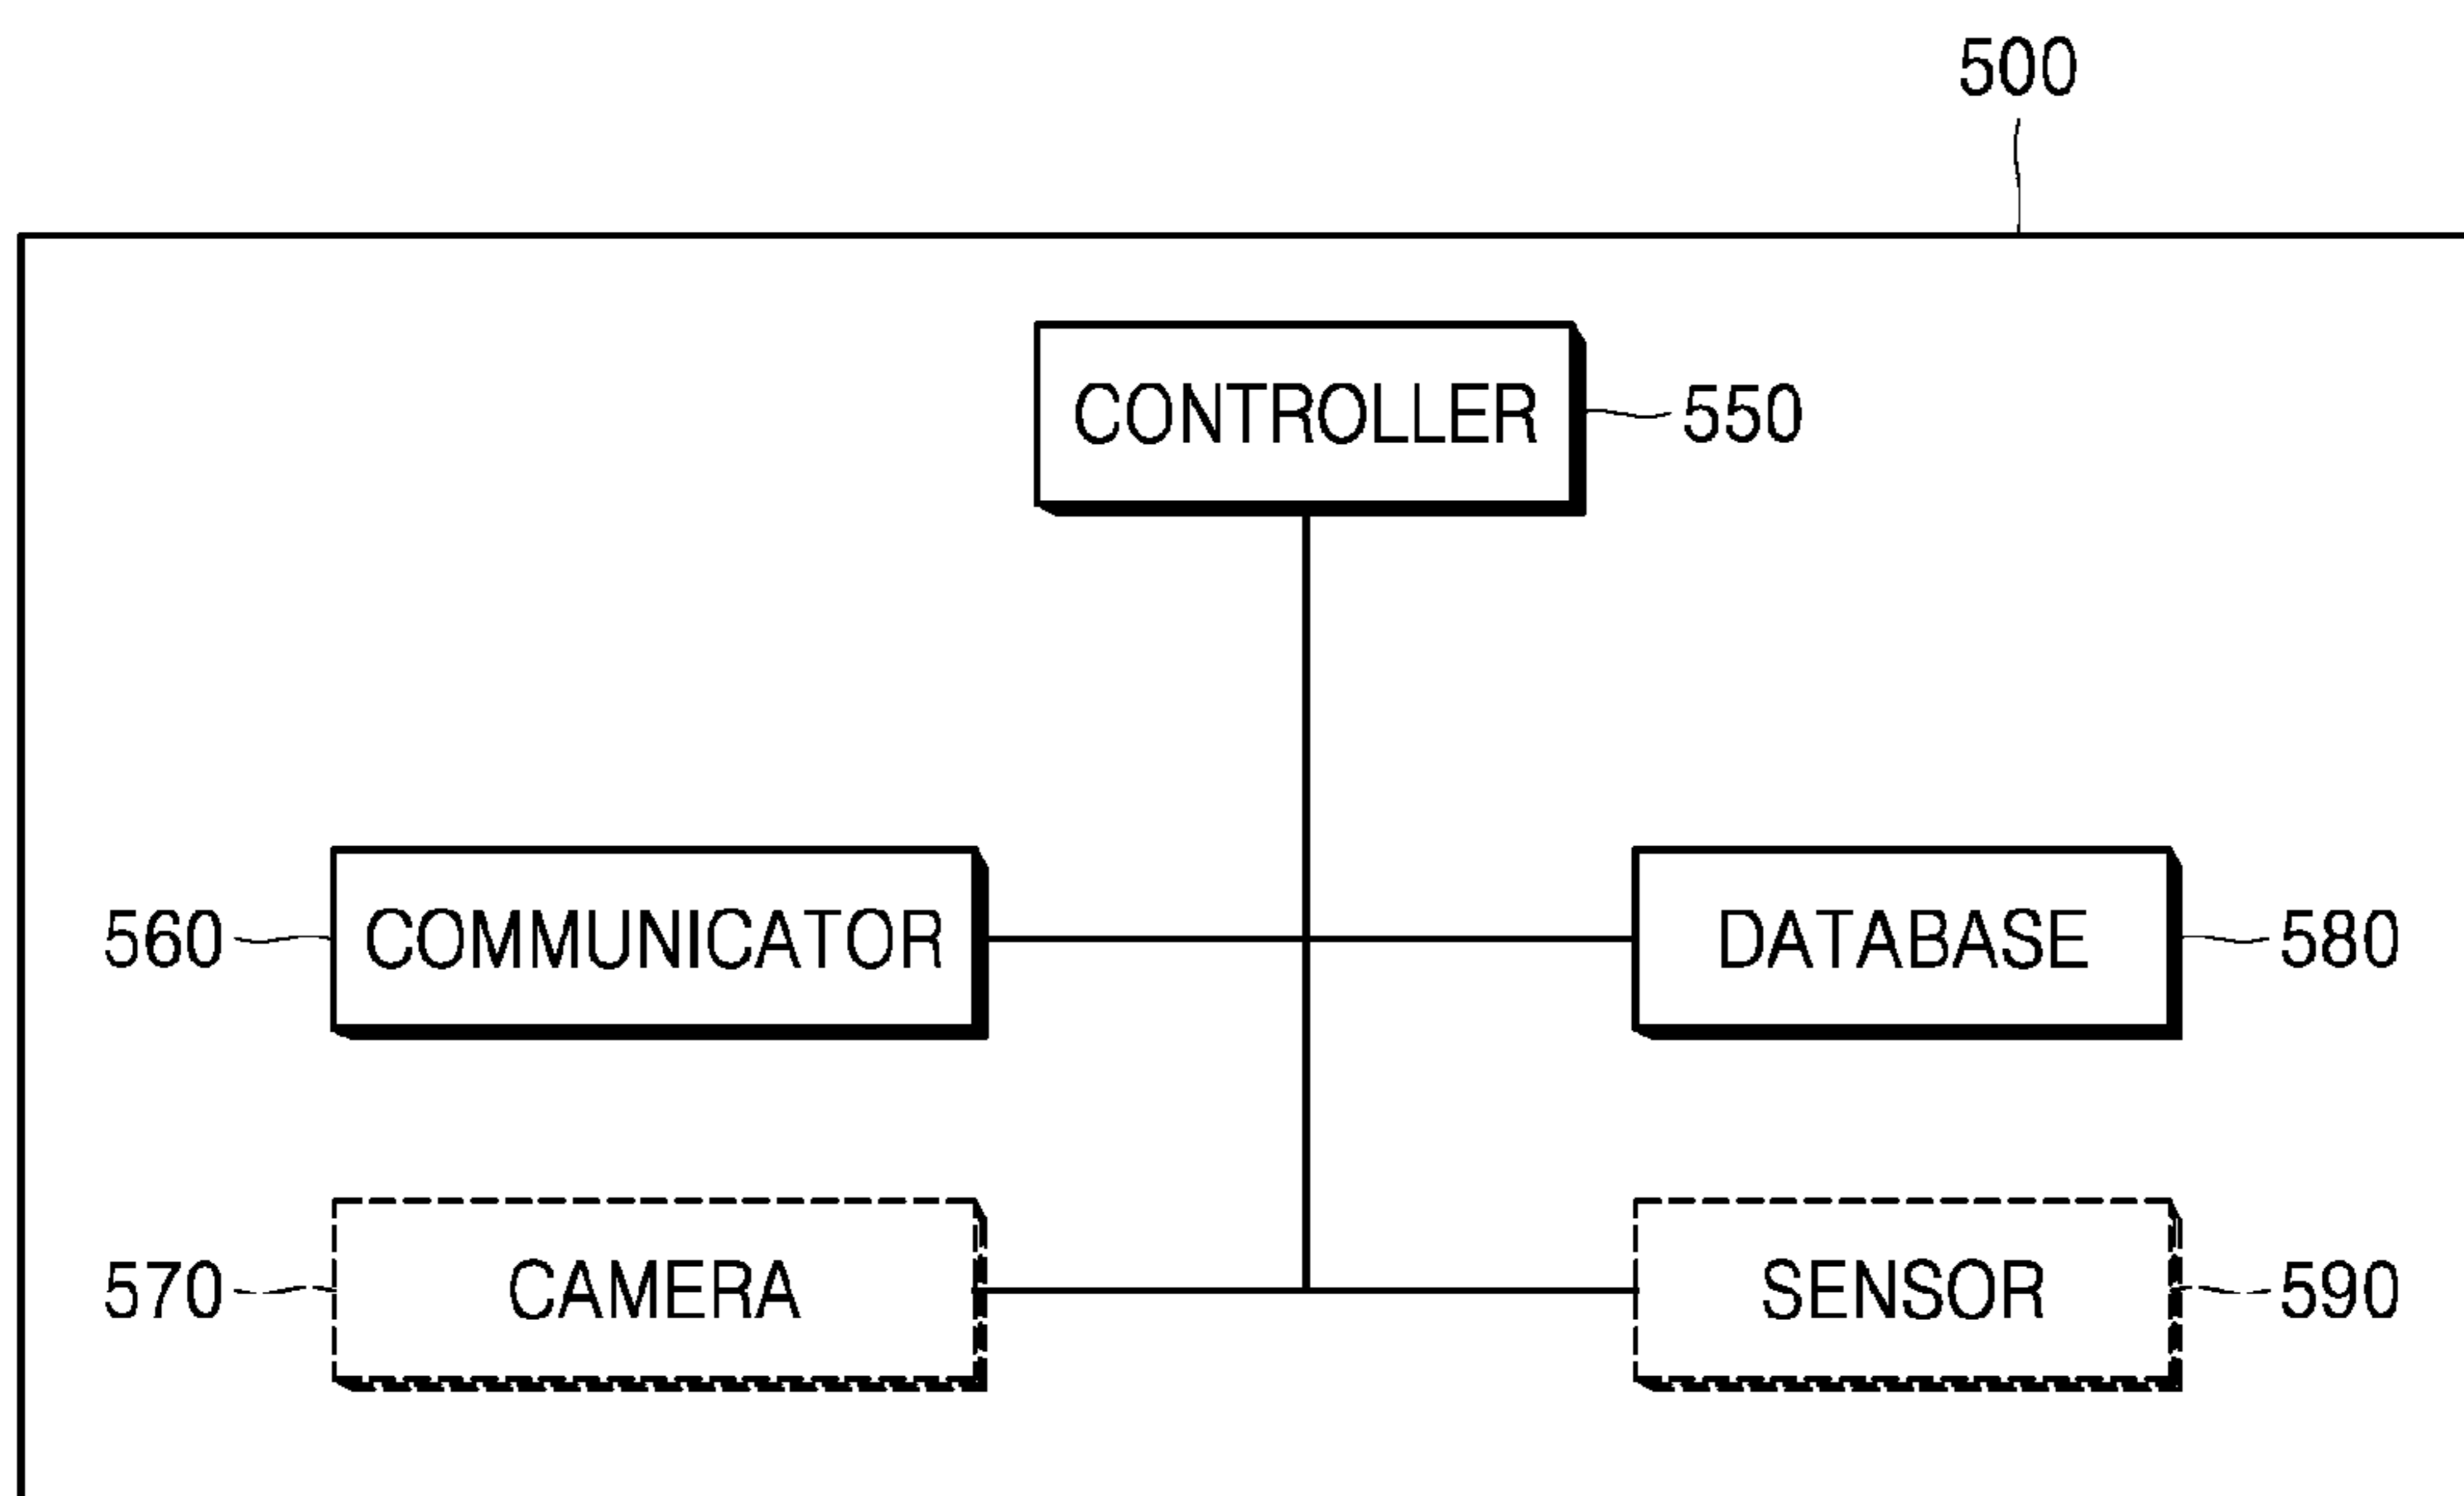 500
CONTROLLER 550
560 COMMUNICATOR DATABASE 580
570 CAMERA SENSOR 590